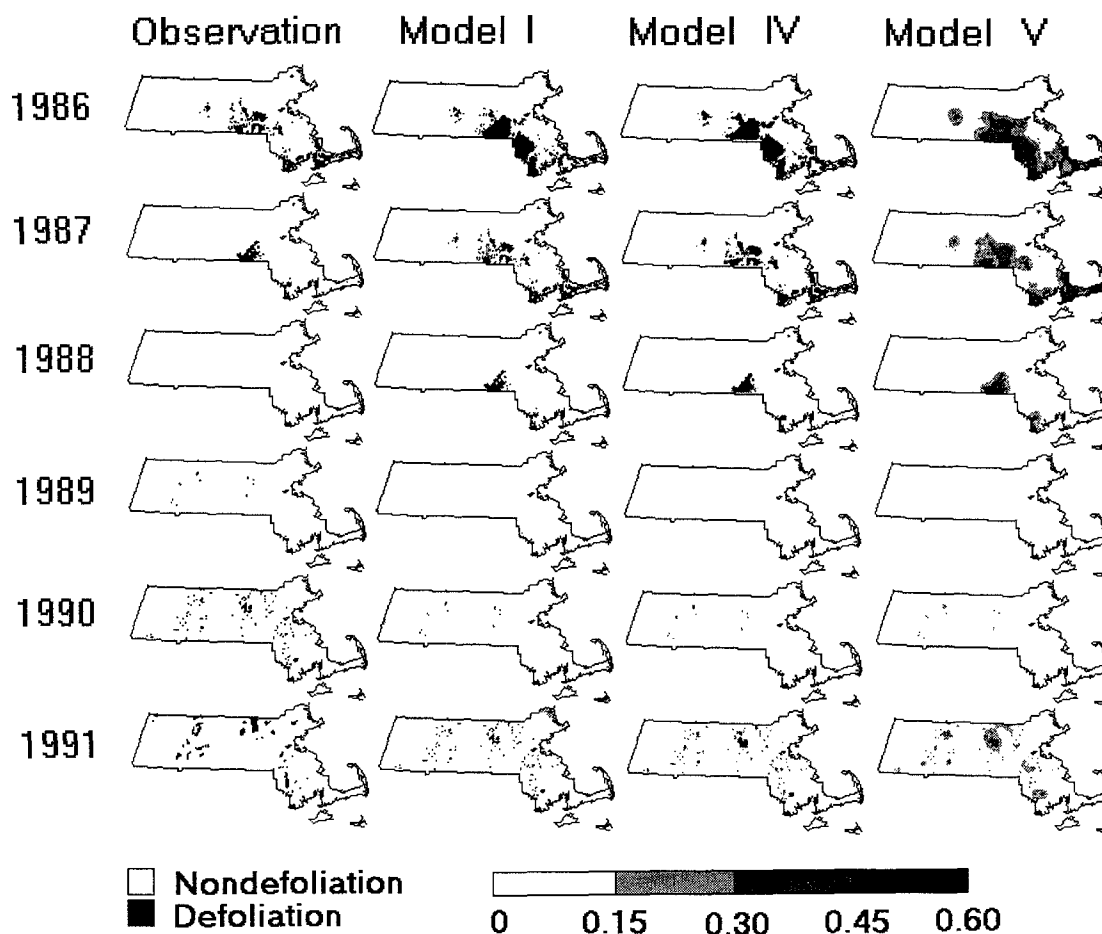 Observation Model I Model IV Model V
1986
1987
1988
1989
1990
1991
Nondefoliation
Defoliation
0 0.15 0.30 0.45 0.60